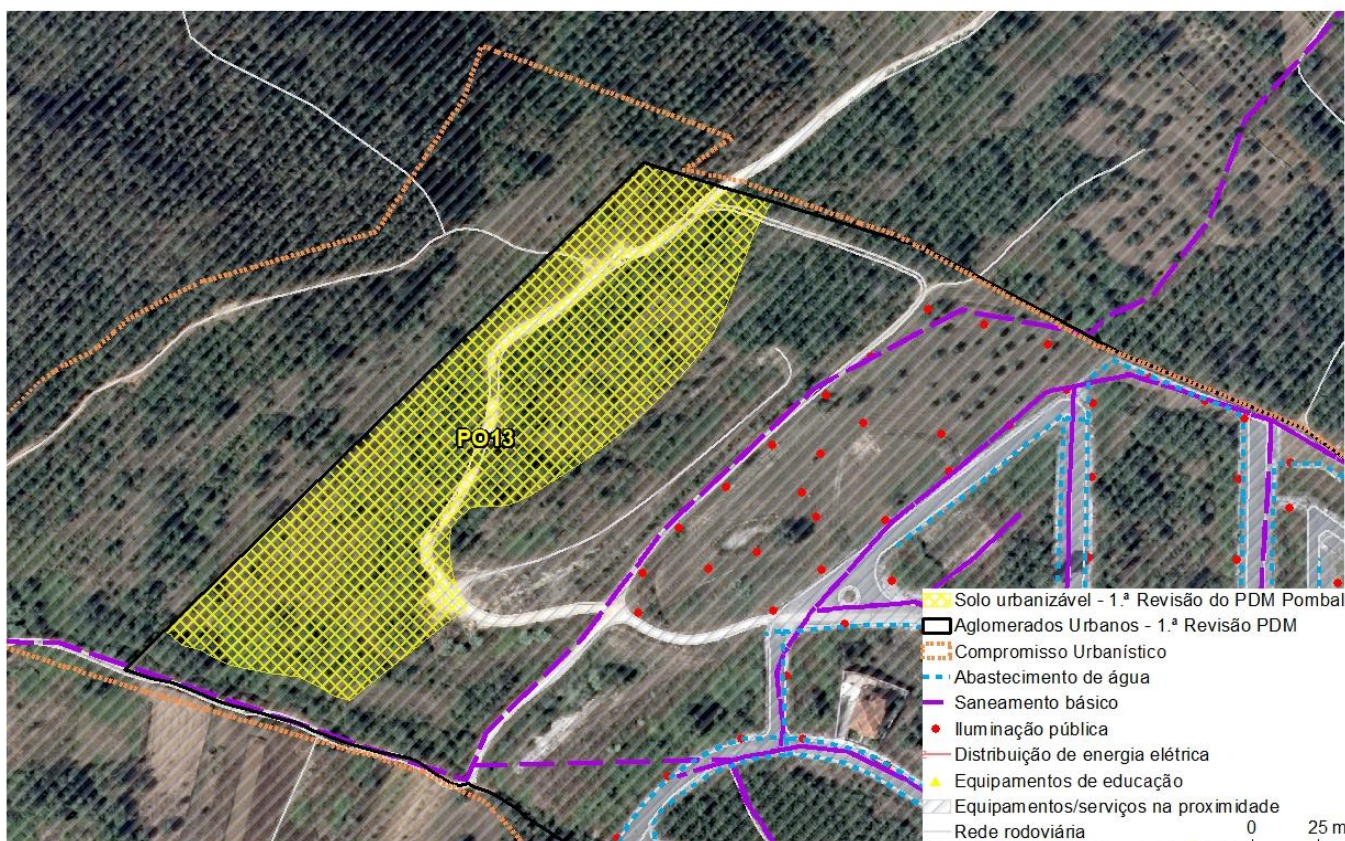 PO13
Solo urbanizável - 1.ª Revisão do PDM Pombal
Aglomerados Urbanos - 1.ª Revisão PDM
Compromisso Urbanístico
Abastecimento de água
Saneamento básico
Iluminação pública
Distribuição de energia elétrica
Equipamentos de educação
Equipamentos/serviços na proximidade
Rede rodoviária
0 25 m